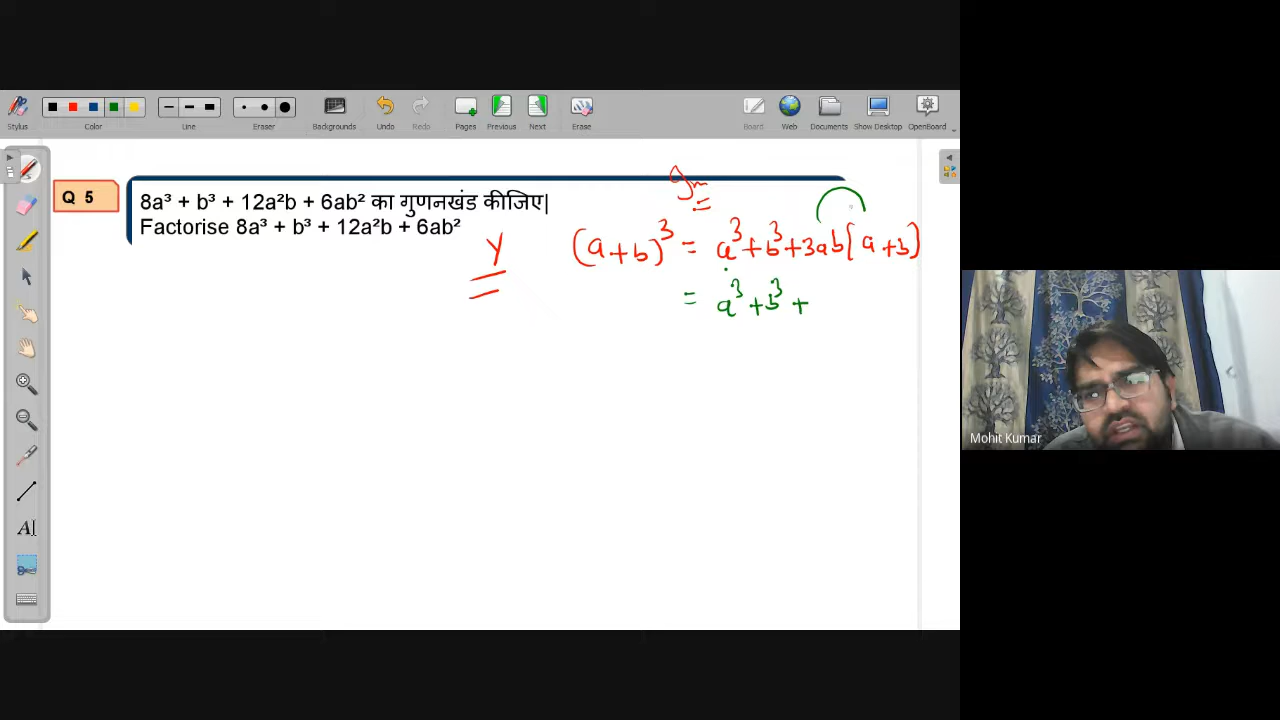 Stylus
Color
Line
Eraser
Backgrounds
Undo
Redo
Pages
Previous
Next
Erase
Board
Web
Documents
Show Desktop
OpenBoard
Q 5
8a³ + b³ + 12a²b + 6ab² का गुणनखंड कीजिए|
Factorise 8a³ + b³ + 12a²b + 6ab²
Y
(a+b)³ = a³+b³+3ab(a+b)
= a³+b³+
AI
Mohit Kumar